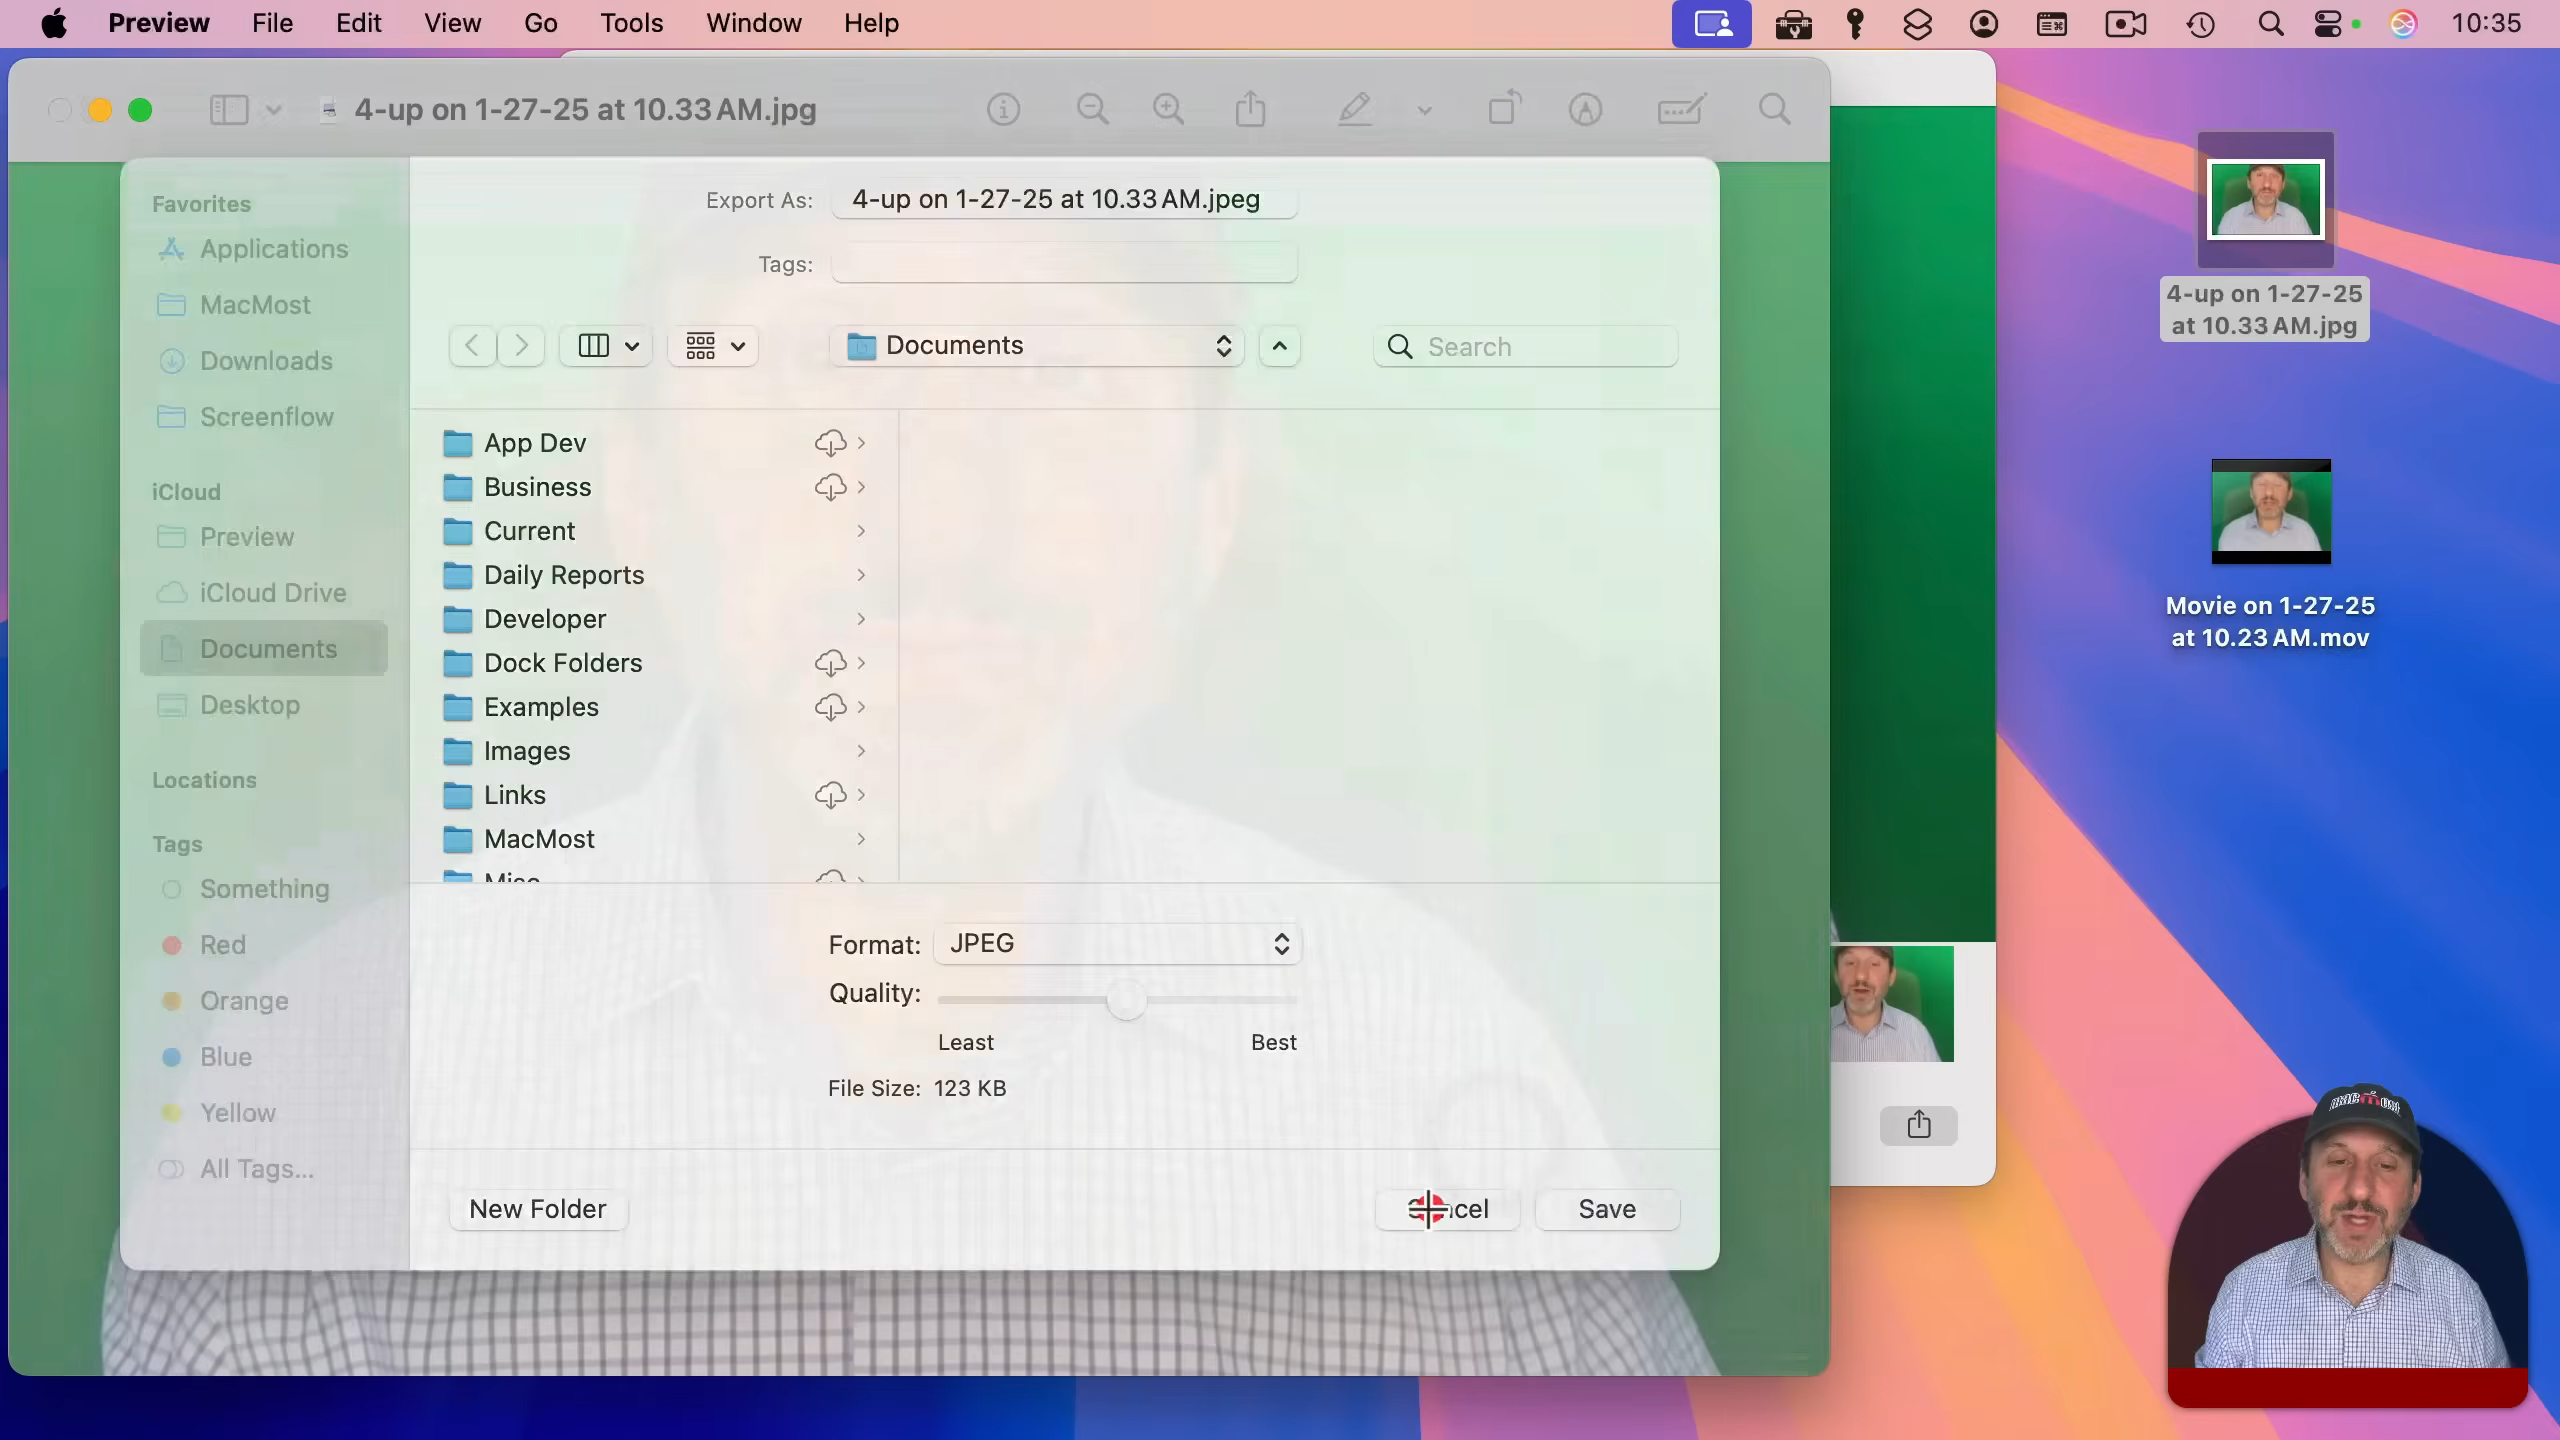 Preview File Edit View Go Tools Window Help 10:35
4-up on 1-27-25 at 10.33 AM.jpg
Favorites
Applications
MacMost
Downloads
Screenflow
iCloud
Preview
iCloud Drive
Documents
Desktop
Locations
Tags
Something
Red
Orange
Blue
Yellow
All Tags...
Export As: 4-up on 1-27-25 at 10.33 AM.jpeg
Tags:
Documents
Search
App Dev
Business
Current
Daily Reports
Developer
Dock Folders
Examples
Images
Links
MacMost
Misc
Format: JPEG
Quality:
Least Best
File Size: 123 KB
New Folder
Save
4-up on 1-27-25
at 10.33 AM.jpg
Movie on 1-27-25
at 10.23 AM.mov
macmost